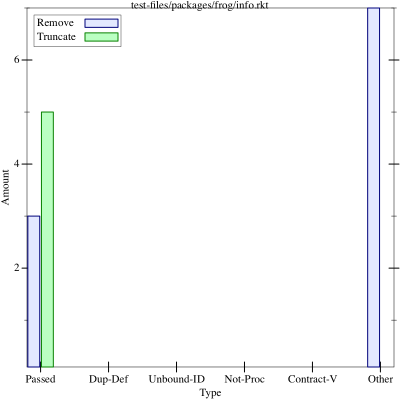 test-files/packages/frog/info.rkt
Remove
Truncate
6
4
2
Amount
Passed Dup-Def Unbound-ID Not-Proc Contract-V Other
Type